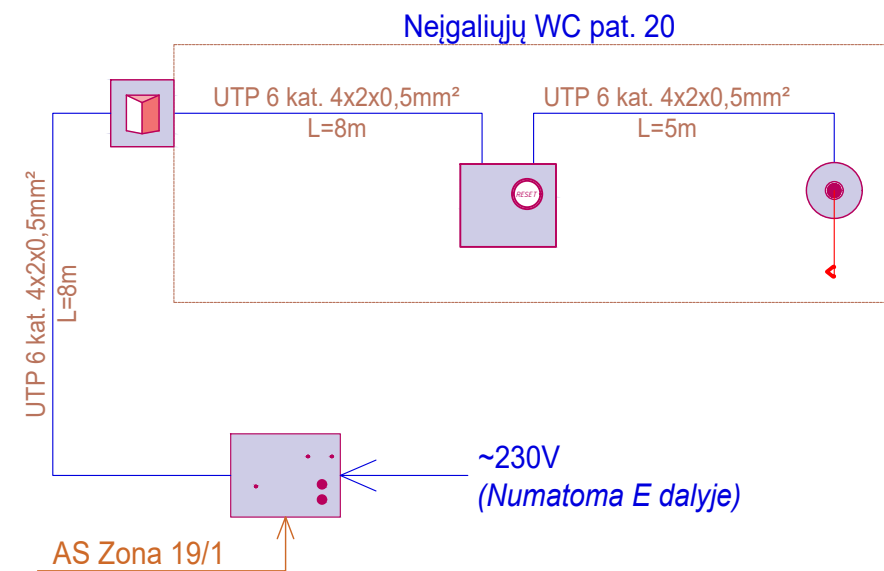 Neįgaliųjų WC pat. 20
UTP 6 kat. 4x2x0,5mm²
L=8m
UTP 6 kat. 4x2x0,5mm²
L=5m
RESET
UTP 6 kat. 4x2x0,5mm²
L=8m
~230V
(Numatoma E dalyje)
AS Zona 19/1